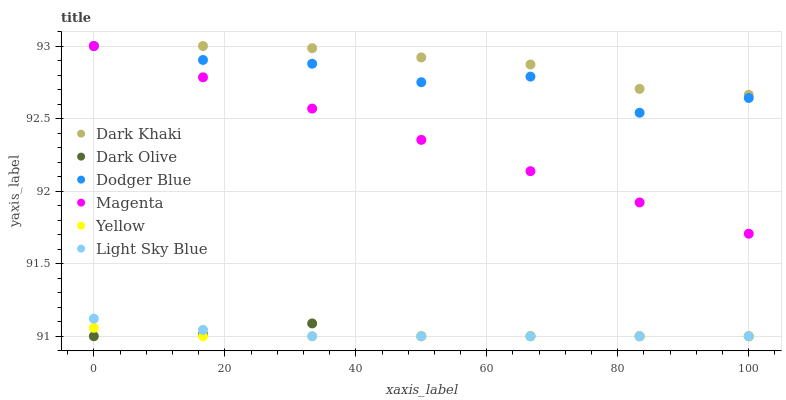 title
93
92.5
92
91.5
91
yaxis_label
Dark Khaki
Dark Olive
Dodger Blue
Magenta
Yellow
Light Sky Blue
0 20 40 60 80 100
xaxis_label